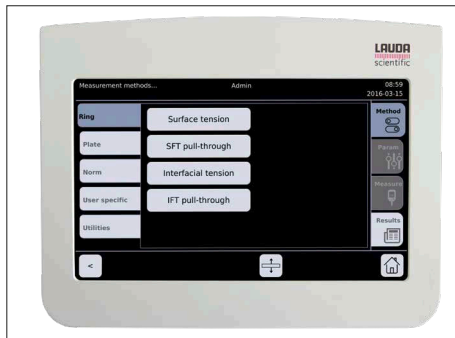 LAUDA
scientific
Measurement methods... Admin 08:59
2016-03-15
Ring
Plate
Norm
User specific
Utilities
Surface tension
SFT pull-through
Interfacial tension
IFT pull-through
Method
Param
Measure
Results
<